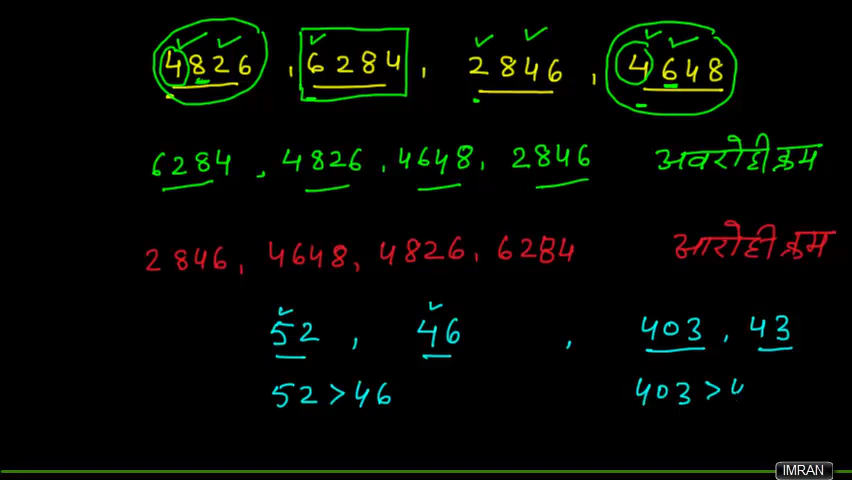 4826, 6284, 2846, 4648
6284, 4826, 4648, 2846 अवरोही क्रम
2846, 4648, 4826, 6284 आरोही क्रम
52, 46, 403, 43
52 > 46 403 > 4
IMRAN